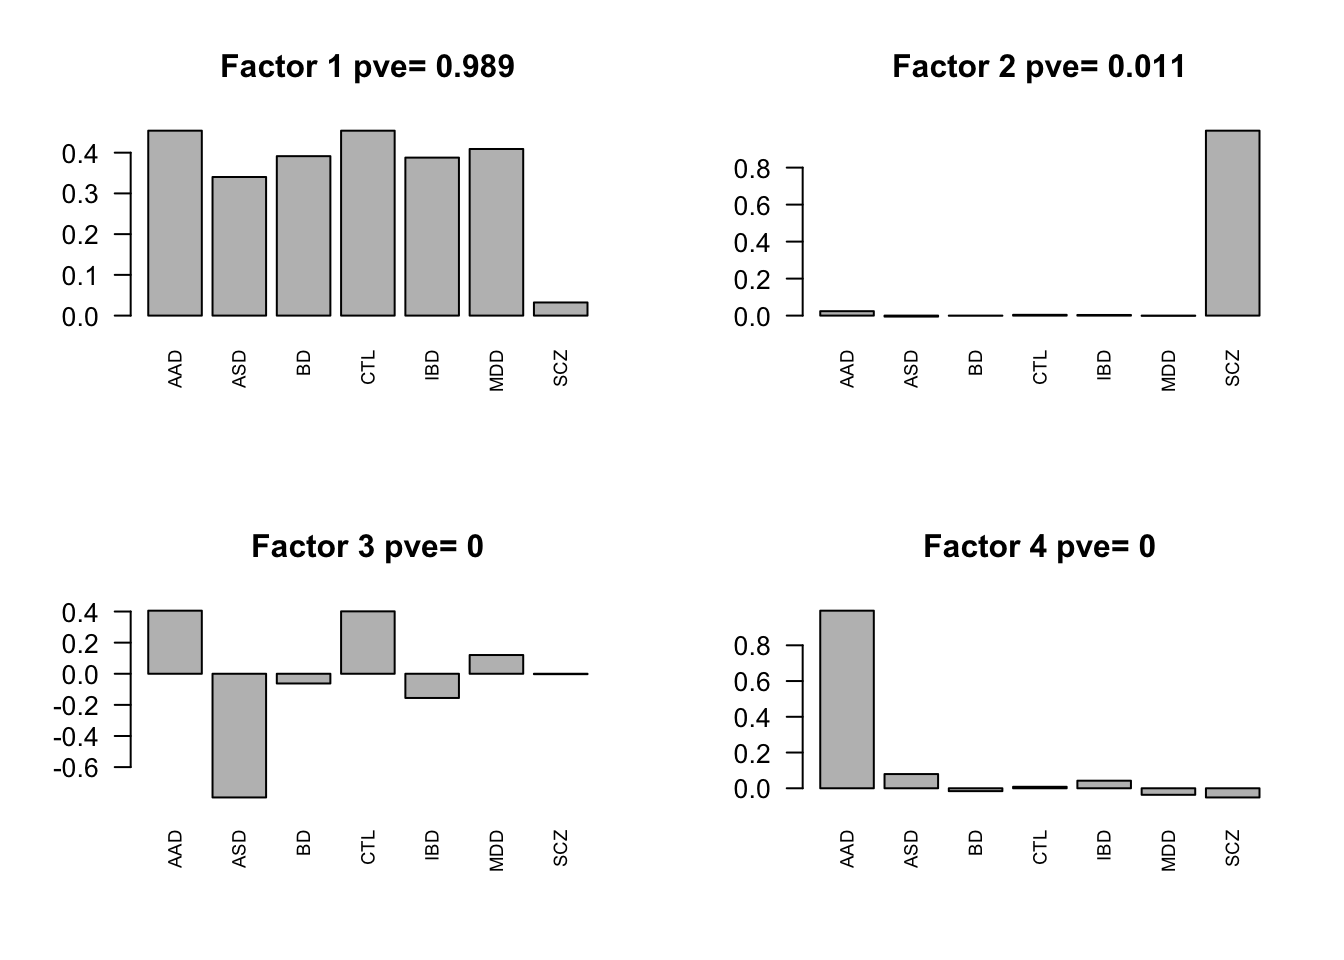 Factor 1 pve= 0.989
0.4
0.3
0.2
0.1
0.0
AAD ASD BD CTL IBD MDD SCZ
Factor 2 pve= 0.011
0.8
0.6
0.4
0.2
0.0
AAD ASD BD CTL IBD MDD SCZ
Factor 3 pve= 0
0.4
0.2
0.0
-0.2
-0.4
-0.6
AAD ASD BD CTL IBD MDD SCZ
Factor 4 pve= 0
0.8
0.6
0.4
0.2
0.0
AAD ASD BD CTL IBD MDD SCZ